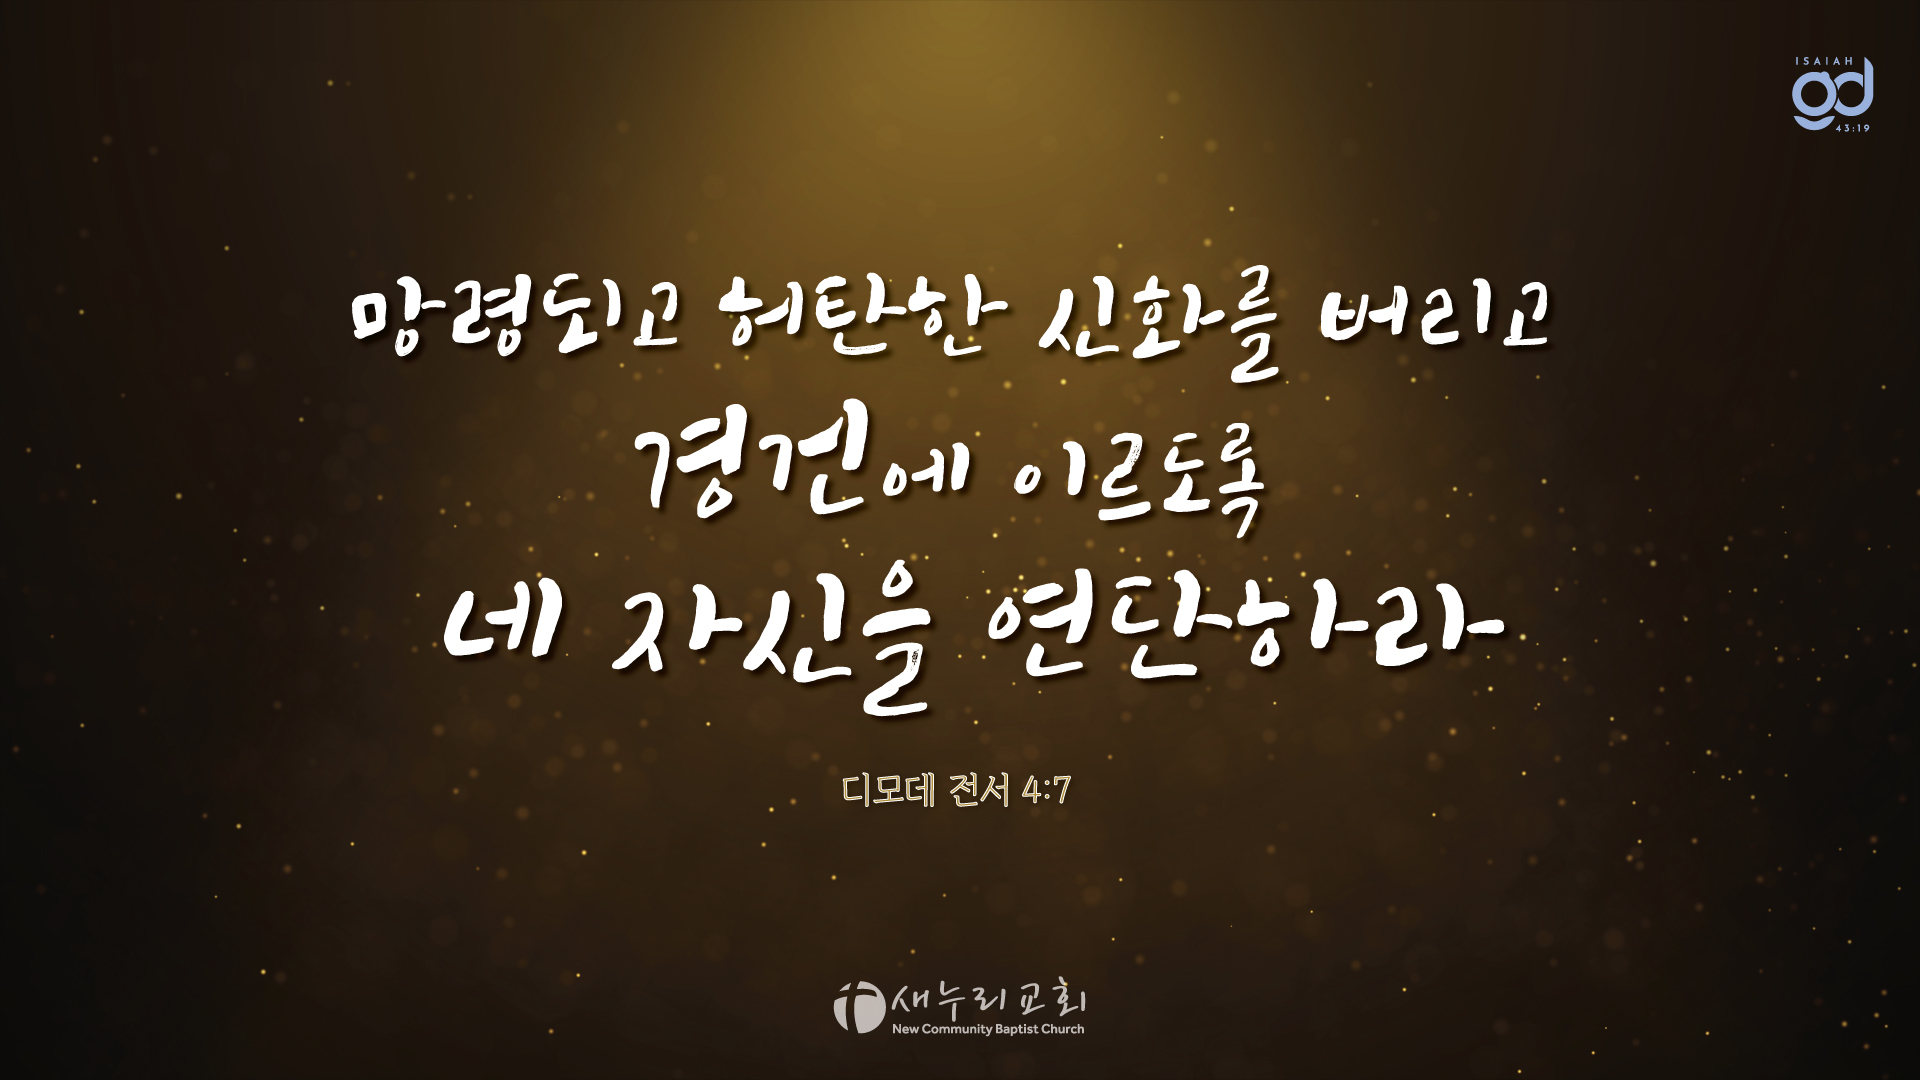 ISAIAH
gd
43:19
망령되고 허탄한 신화를 버리고
경건에 이르도록
네 자신을 연단하라
디모데 전서 4:7
새누리교회
New Community Baptist Church